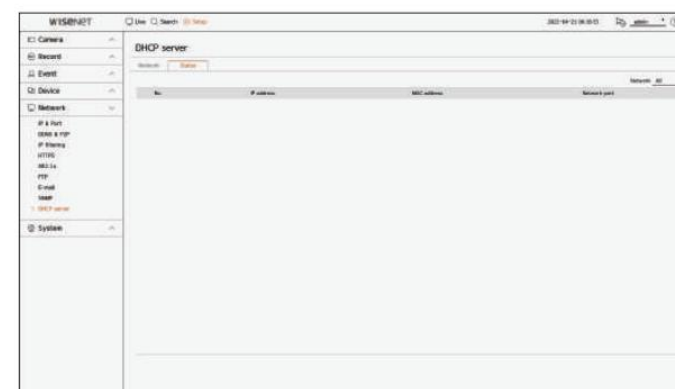 WISENET
Live Search Setup
admin
Camera
Record
Event
Device
Network
IP & Port
DDNS & P2P
IP filtering
HTTPS
802.1x
FTP
E-mail
SNMP
DHCP server
System
DHCP server
Network Status
Network All
No. IP address MAC address Network port